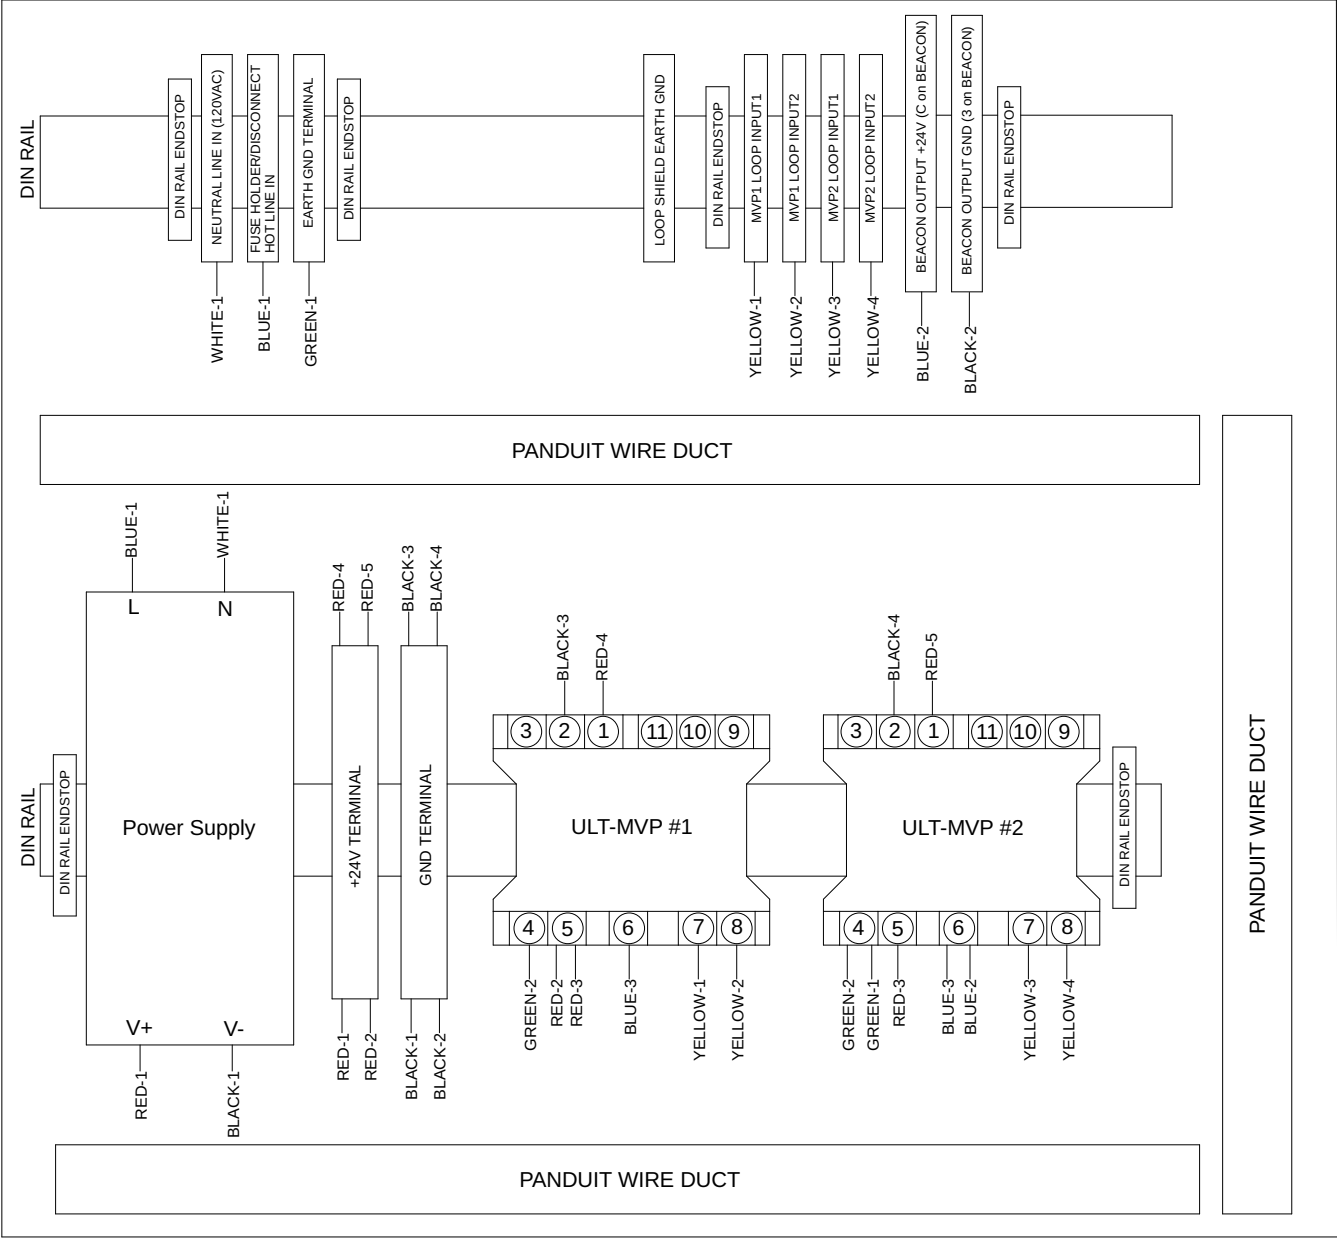 DIN RAIL
DIN RAIL ENDSTOP
NEUTRAL LINE IN (120VAC)
FUSE HOLDER/DISCONNECT
HOT LINE IN
EARTH GND TERMINAL
DIN RAIL ENDSTOP
LOOP SHIELD EARTH GND
DIN RAIL ENDSTOP
MVP1 LOOP INPUT1
MVP1 LOOP INPUT2
MVP2 LOOP INPUT1
MVP2 LOOP INPUT2
BEACON OUTPUT +24V (C on BEACON)
BEACON OUTPUT GND (3 on BEACON)
DIN RAIL ENDSTOP
WHITE-1
BLUE-1
GREEN-1
YELLOW-1
YELLOW-2
YELLOW-3
YELLOW-4
BLUE-2
BLACK-2
PANDUIT WIRE DUCT
BLUE-1
WHITE-1
L
N
RED-4
RED-5
BLACK-3
BLACK-4
BLACK-3
RED-4
BLACK-4
RED-5
3
2
1
11
10
9
3
2
1
11
10
9
DIN RAIL
DIN RAIL ENDSTOP
Power Supply
+24V TERMINAL
GND TERMINAL
ULT-MVP #1
ULT-MVP #2
DIN RAIL ENDSTOP
PANDUIT WIRE DUCT
4
5
6
7
8
4
5
6
7
8
GREEN-2
RED-2
RED-3
BLUE-3
YELLOW-1
YELLOW-2
GREEN-2
GREEN-1
RED-3
BLUE-3
BLUE-2
YELLOW-3
YELLOW-4
V+
V-
RED-1
BLACK-1
RED-1
RED-2
BLACK-1
BLACK-2
PANDUIT WIRE DUCT